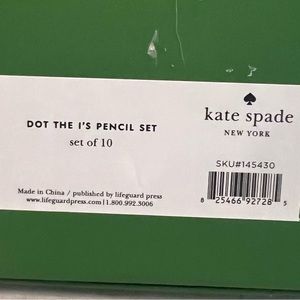 DOT THE I'S PENCIL SET
set of 10
Made in China / published by lifeguard press
www.lifeguardpress.com | 1.800.992.3006
kate spade
NEW YORK
SKU#145430
8 25466 92728 5